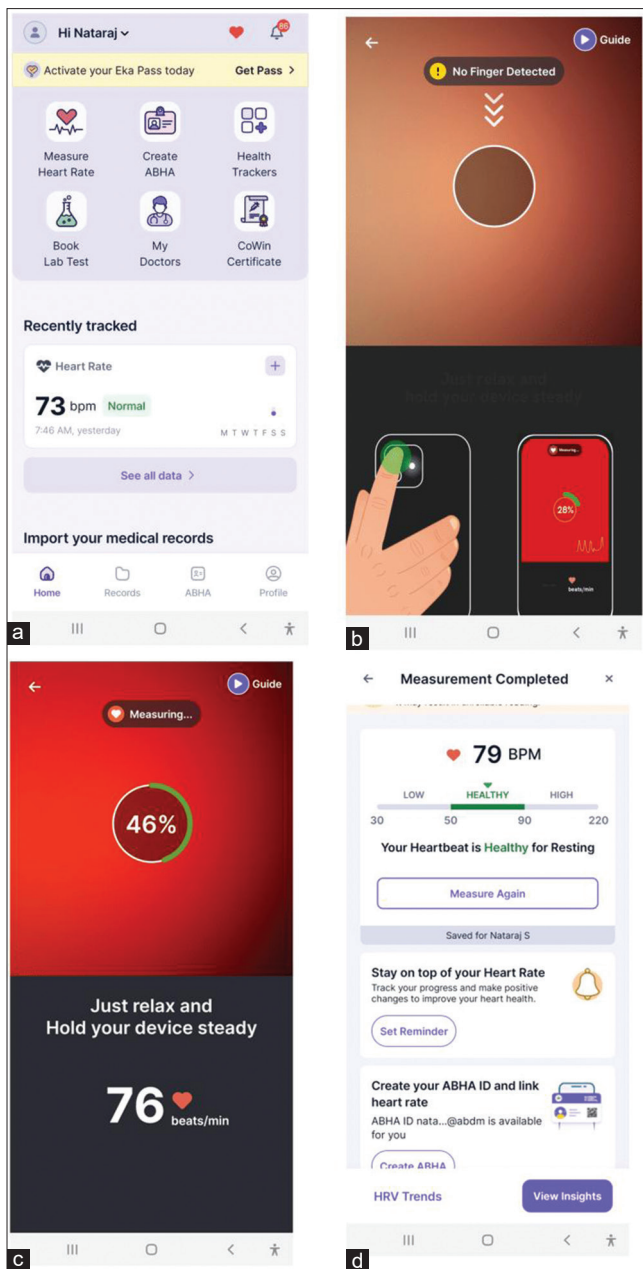 Hi Nataraj
86
Activate your Eka Pass today
Get Pass >
Measure
Heart Rate
Create
ABHA
Health
Trackers
Book
Lab Test
My
Doctors
CoWin
Certificate
Recently tracked
Heart Rate
+
73 bpm Normal
7:46 AM, yesterday
M T W T F S S
See all data >
Import your medical records
Home
Records
ABHA
Profile
a
Guide
No Finger Detected
Just relax and
hold your device steady
Measuring...
28%
beats/min
b
Guide
Measuring...
46%
Just relax and
Hold your device steady
76
beats/min
c
Measurement Completed
79 BPM
LOW HEALTHY HIGH
30 50 90 220
Your Heartbeat is Healthy for Resting
Measure Again
Saved for Nataraj S
Stay on top of your Heart Rate
Track your progress and make positive
changes to improve your heart health.
Set Reminder
Create your ABHA ID and link
heart rate
ABHA ID nata...@abdm is available
for you
Create ABHA
HRV Trends
View Insights
d